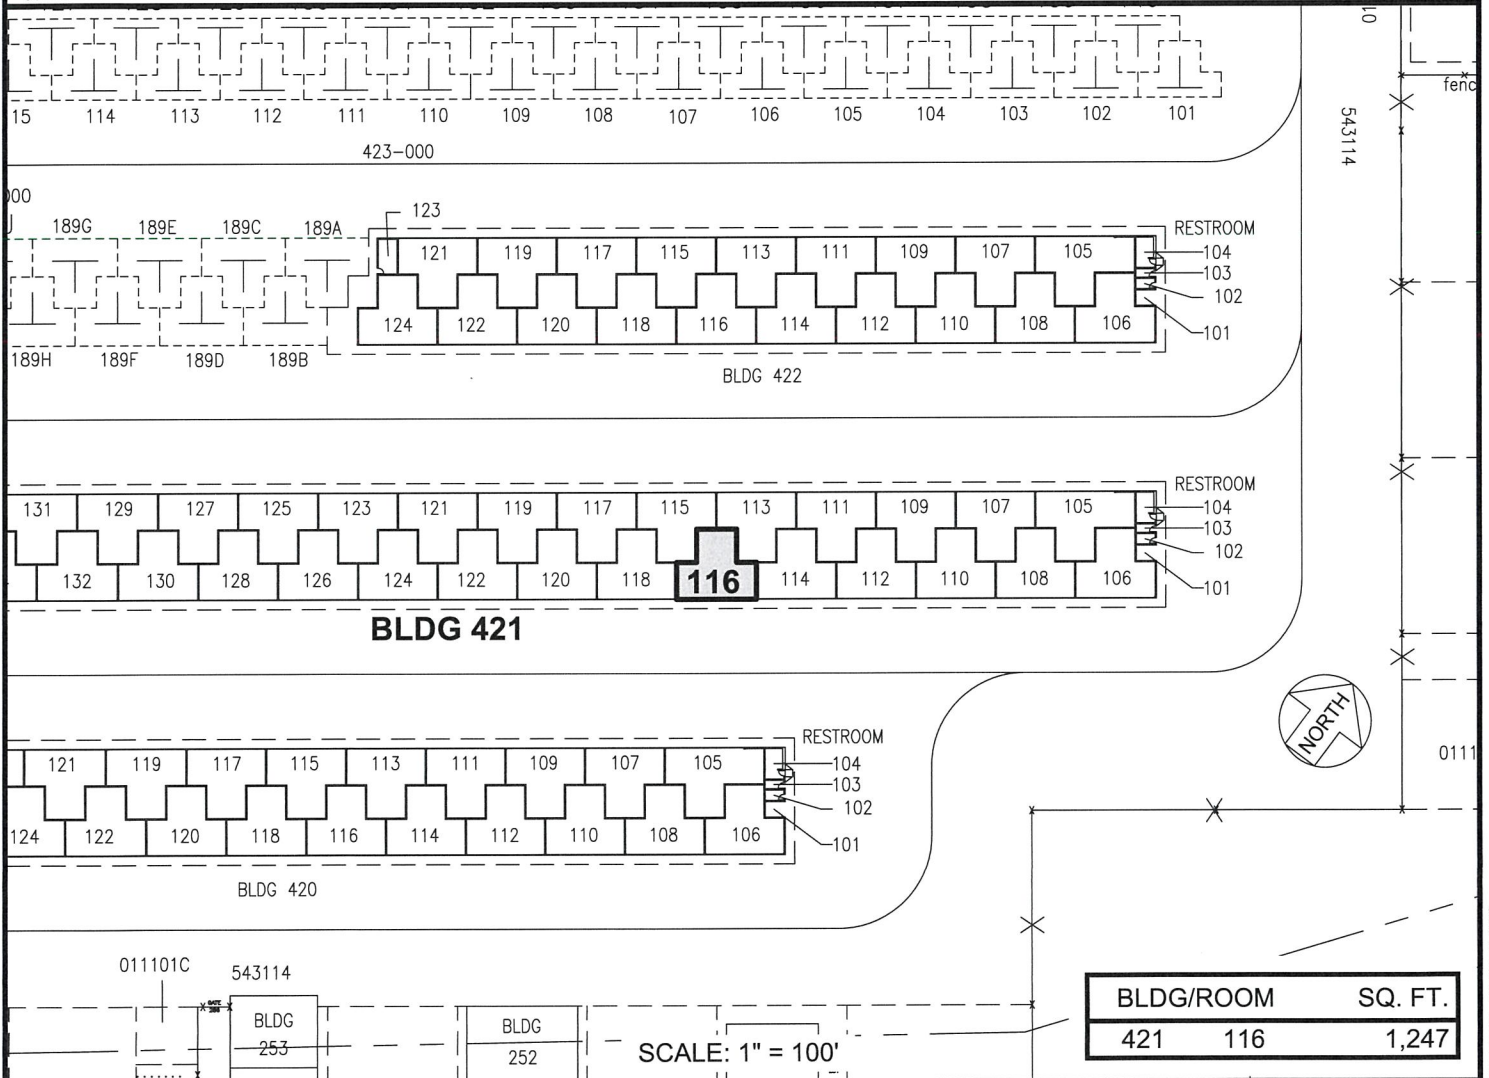 01
fenc
15 114 113 112 111 110 109 108 107 106 105 104 103 102 101
543114
423-000
189G 189E 189C 189A
123
RESTROOM
121 119 117 115 113 111 109 107 105
104
103
102
101
124 122 120 118 116 114 112 110 108 106
189H 189F 189D 189B
BLDG 422
RESTROOM
131 129 127 125 123 121 119 117 115 113 111 109 107 105
104
103
102
101
132 130 128 126 124 122 120 118 116 114 112 110 108 106
BLDG 421
NORTH
RESTROOM
121 119 117 115 113 111 109 107 105
104
103
102
101
124 122 120 118 116 114 112 110 108 106
0111
BLDG 420
011101C
543114
GATE
BLDG
253
BLDG
252
SCALE: 1" = 100'
BLDG/ROOM SQ. FT.
421 116 1,247